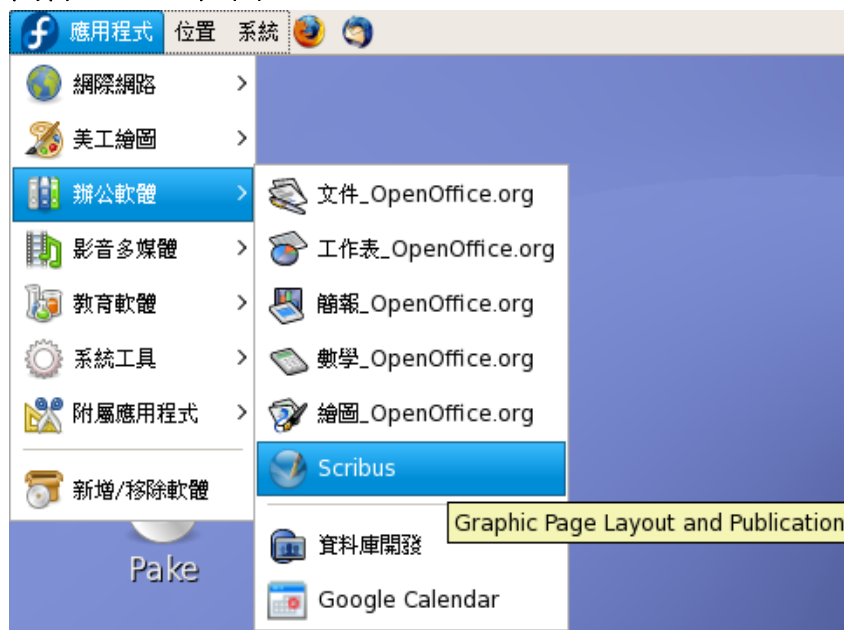 應用程式 位置 系統
網際網路
美工繪圖
辦公軟體
影音多媒體
教育軟體
系統工具
附屬應用程式
新增/移除軟體
文件_OpenOffice.org
工作表_OpenOffice.org
簡報_OpenOffice.org
數學_OpenOffice.org
繪圖_OpenOffice.org
Scribus
Graphic Page Layout and Publication
資料庫開發
Google Calendar
Pake